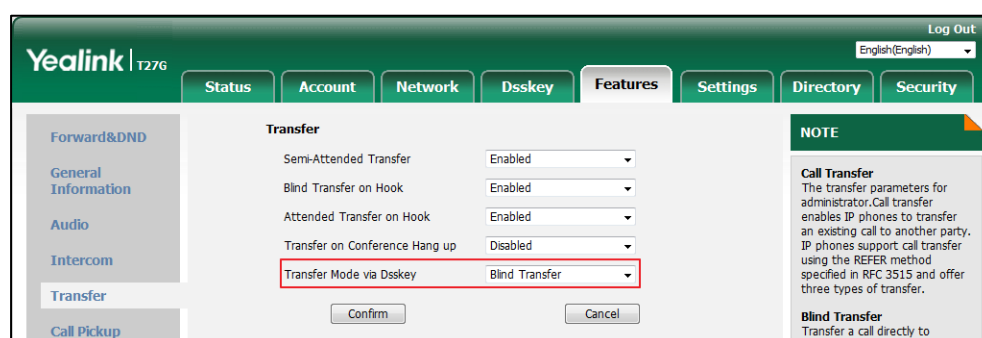 Log Out
Yealink | T27G
English(English)
Status Account Network Dsskey Features Settings Directory Security
Forward&DND
General
Information
Audio
Intercom
Transfer
Call Pickup
Transfer
Semi-Attended Transfer Enabled
Blind Transfer on Hook Enabled
Attended Transfer on Hook Enabled
Transfer on Conference Hang up Disabled
Transfer Mode via Dsskey Blind Transfer
Confirm Cancel
NOTE
Call Transfer
The transfer parameters for
administrator.Call transfer
enables IP phones to transfer
an existing call to another party.
IP phones support call transfer
using the REFER method
specified in RFC 3515 and offer
three types of transfer.
Blind Transfer
Transfer a call directly to